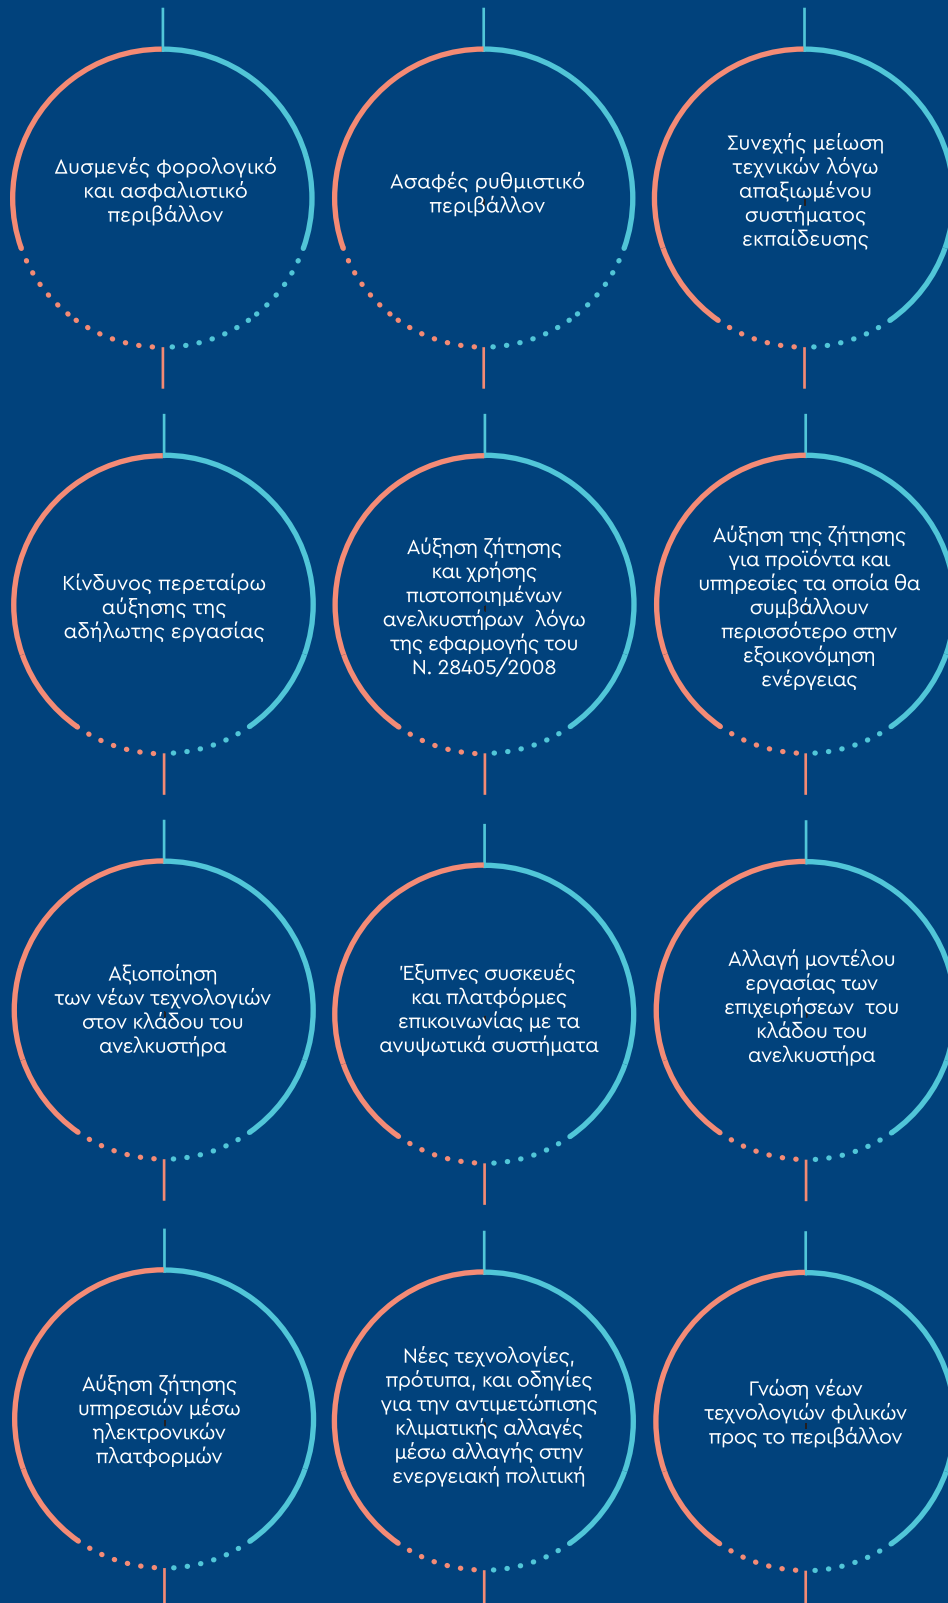 Δυσμενές φορολογικό
και ασφαλιστικό
περιβάλλον
Ασαφές ρυθμιστικό
περιβάλλον
Συνεχής μείωση
τεχνικών λόγω
απαξιωμένου
συστήματος
εκπαίδευσης
Κίνδυνος περεταίρω
αύξησης της
αδήλωτης εργασίας
Αύξηση ζήτησης
και χρήσης
πιστοποιημένων
ανελκυστήρων λόγω
της εφαρμογής του
Ν. 28405/2008
Αύξηση της ζήτησης
για προϊόντα και
υπηρεσίες τα οποία θα
συμβάλλουν
περισσότερο στην
εξοικονόμηση
ενέργειας
Αξιοποίηση
των νέων τεχνολογιών
στον κλάδου του
ανελκυστήρα
Έξυπνες συσκευές
και πλατφόρμες
επικοινωνίας με τα
ανυψωτικά συστήματα
Αλλαγή μοντέλου
εργασίας των
επιχειρήσεων του
κλάδου του
ανελκυστήρα
Αύξηση ζήτησης
υπηρεσιών μέσω
ηλεκτρονικών
πλατφορμών
Νέες τεχνολογίες,
πρότυπα, και οδηγίες
για την αντιμετώπισης
κλιματικής αλλαγές
μέσω αλλαγής στην
ενεργειακή πολιτική
Γνώση νέων
τεχνολογιών φιλικών
προς το περιβάλλον